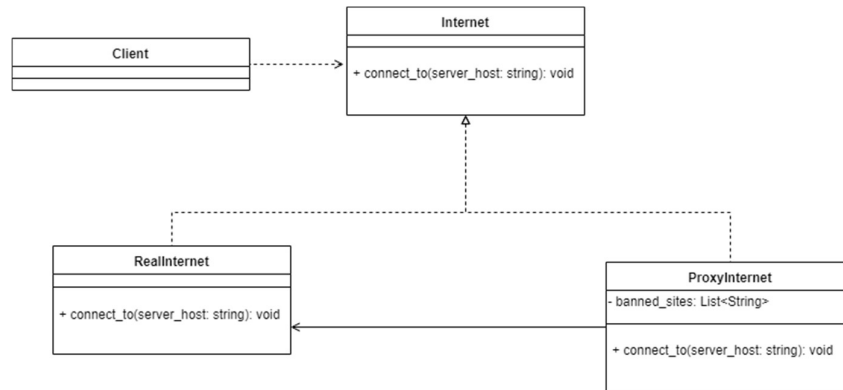 Internet
Client
+ connect_to(server_host: string): void
RealInternet
+ connect_to(server_host: string): void
ProxyInternet
- banned_sites: List<String>
+ connect_to(server_host: string): void